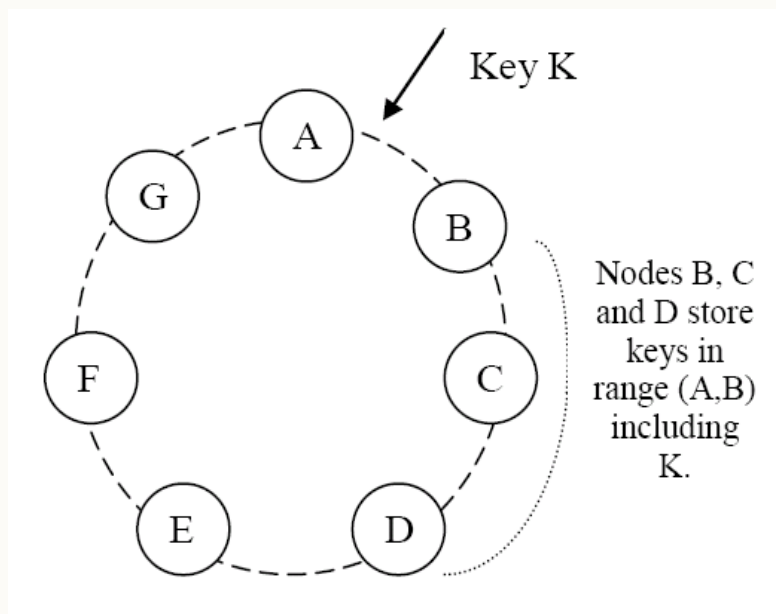 Key K
A
G
B
Nodes B, C
and D store
keys in
range (A,B)
including
K.
F
C
E
D